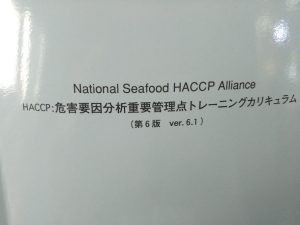 National Seafood HACCP Alliance
HACCP:危害要因分析重要管理点トレーニングカリキュラム
(第6版 ver. 6.1)